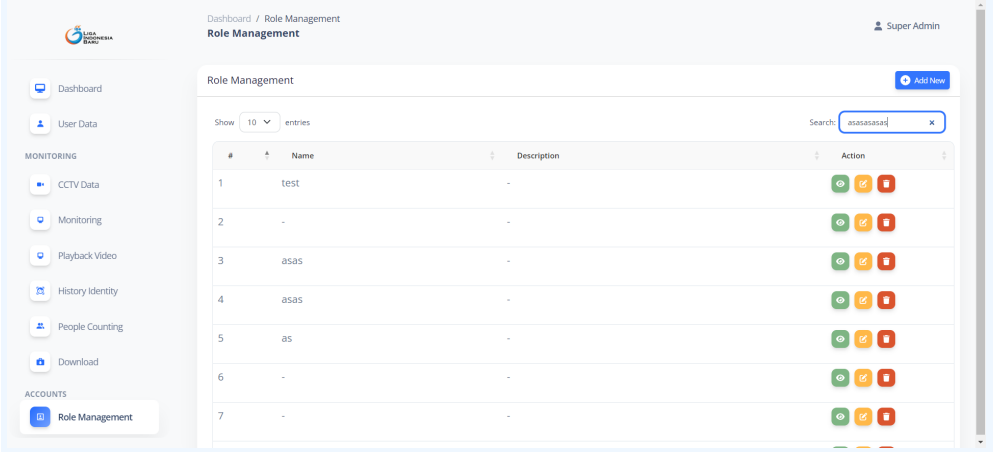 LIGA
INDONESIA
BARU
Dashboard / Role Management
Role Management
Super Admin
Dashboard
User Data
MONITORING
CCTV Data
Monitoring
Playback Video
History Identity
People Counting
Download
ACCOUNTS
Role Management
Role Management
Add New
Show 10 entries
Search: asasasasas
# Name Description Action
1 test -
2 - -
3 asas -
4 asas -
5 as -
6 - -
7 - -